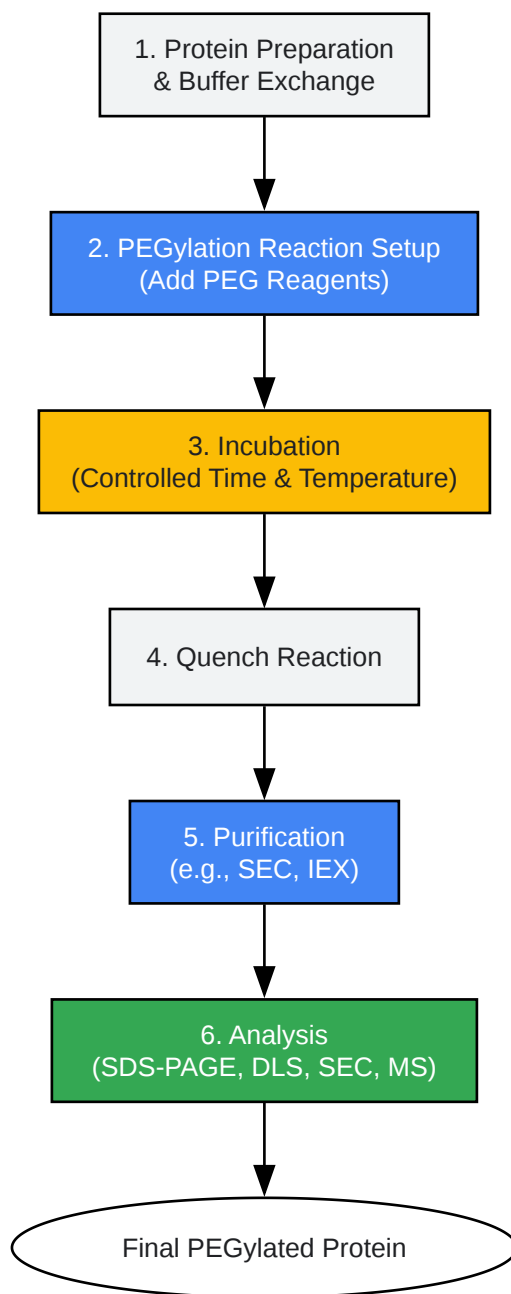 1. Protein Preparation
& Buffer Exchange
2. PEGylation Reaction Setup
(Add PEG Reagents)
3. Incubation
(Controlled Time & Temperature)
4. Quench Reaction
5. Purification
(e.g., SEC, IEX)
6. Analysis
(SDS-PAGE, DLS, SEC, MS)
Final PEGylated Protein